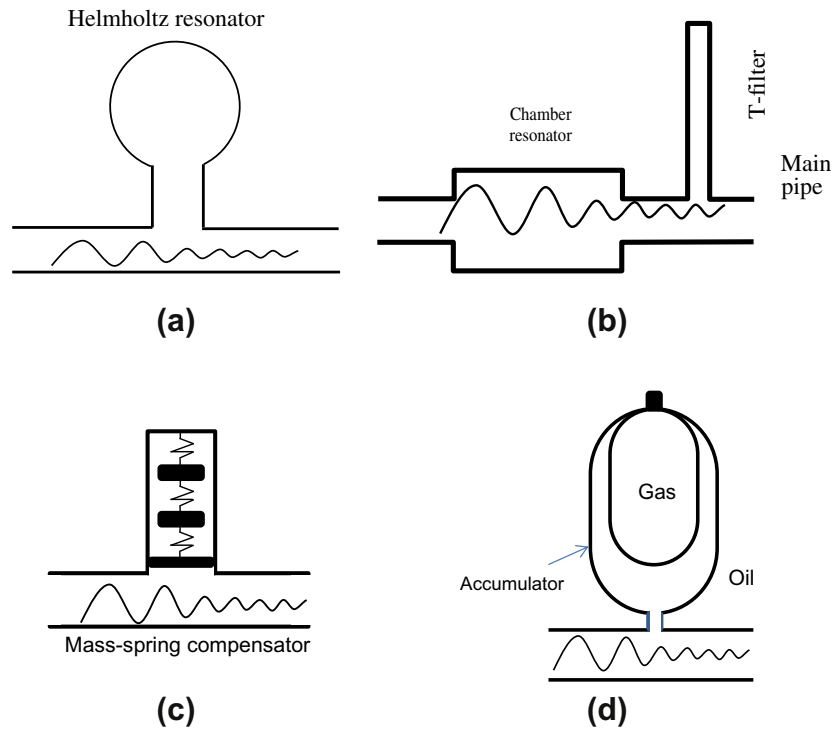 Helmholtz resonator
(a)
Chamber
resonator
T-filter
Main
pipe
(b)
Mass-spring compensator
(c)
Gas
Accumulator
Oil
(d)